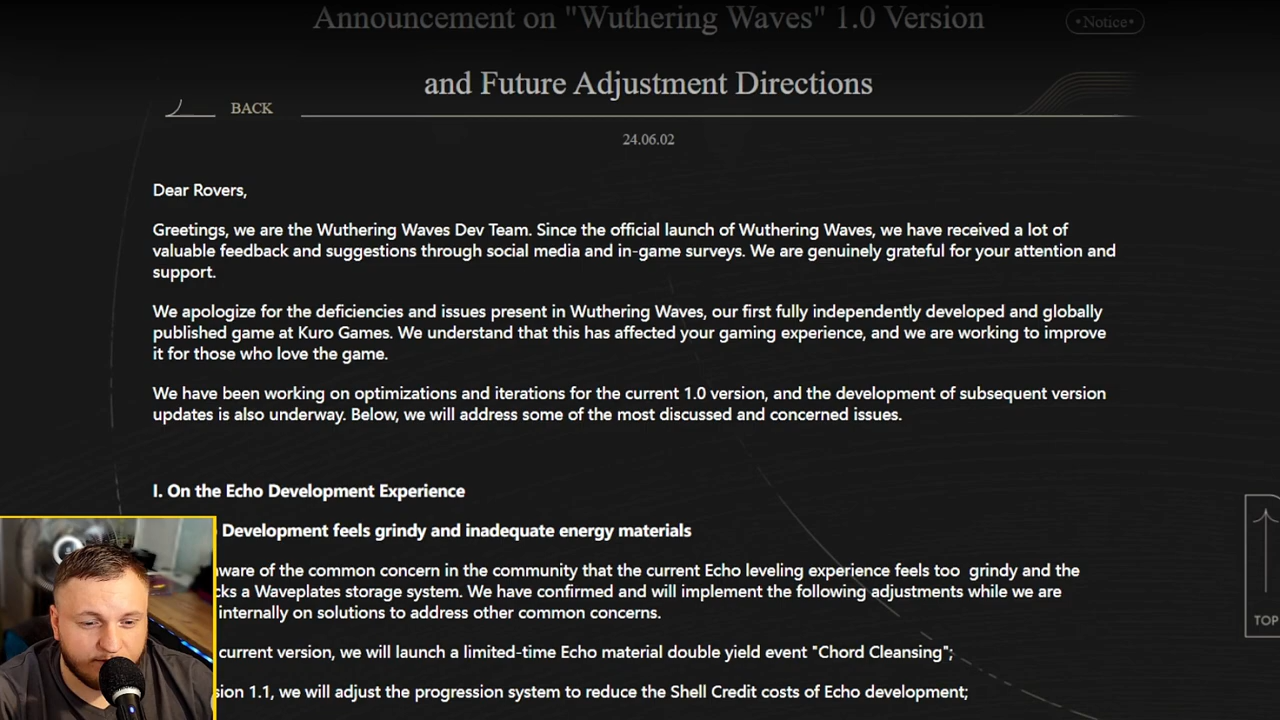 Announcement on "Wuthering Waves" 1.0 Version
•Notice•
and Future Adjustment Directions
BACK
24.06.02
Dear Rovers,
Greetings, we are the Wuthering Waves Dev Team. Since the official launch of Wuthering Waves, we have received a lot of
valuable feedback and suggestions through social media and in-game surveys. We are genuinely grateful for your attention and
support.
We apologize for the deficiencies and issues present in Wuthering Waves, our first fully independently developed and globally
published game at Kuro Games. We understand that this has affected your gaming experience, and we are working to improve
it for those who love the game.
We have been working on optimizations and iterations for the current 1.0 version, and the development of subsequent version
updates is also underway. Below, we will address some of the most discussed and concerned issues.
I. On the Echo Development Experience
Development feels grindy and inadequate energy materials
of the common concern in the community that the current Echo leveling experience feels too grindy and the
a Waveplates storage system. We have confirmed and will implement the following adjustments while we are
internally on solutions to address other common concerns.
current version, we will launch a limited-time Echo material double yield event "Chord Cleansing";
1.1, we will adjust the progression system to reduce the Shell Credit costs of Echo development;
TOP